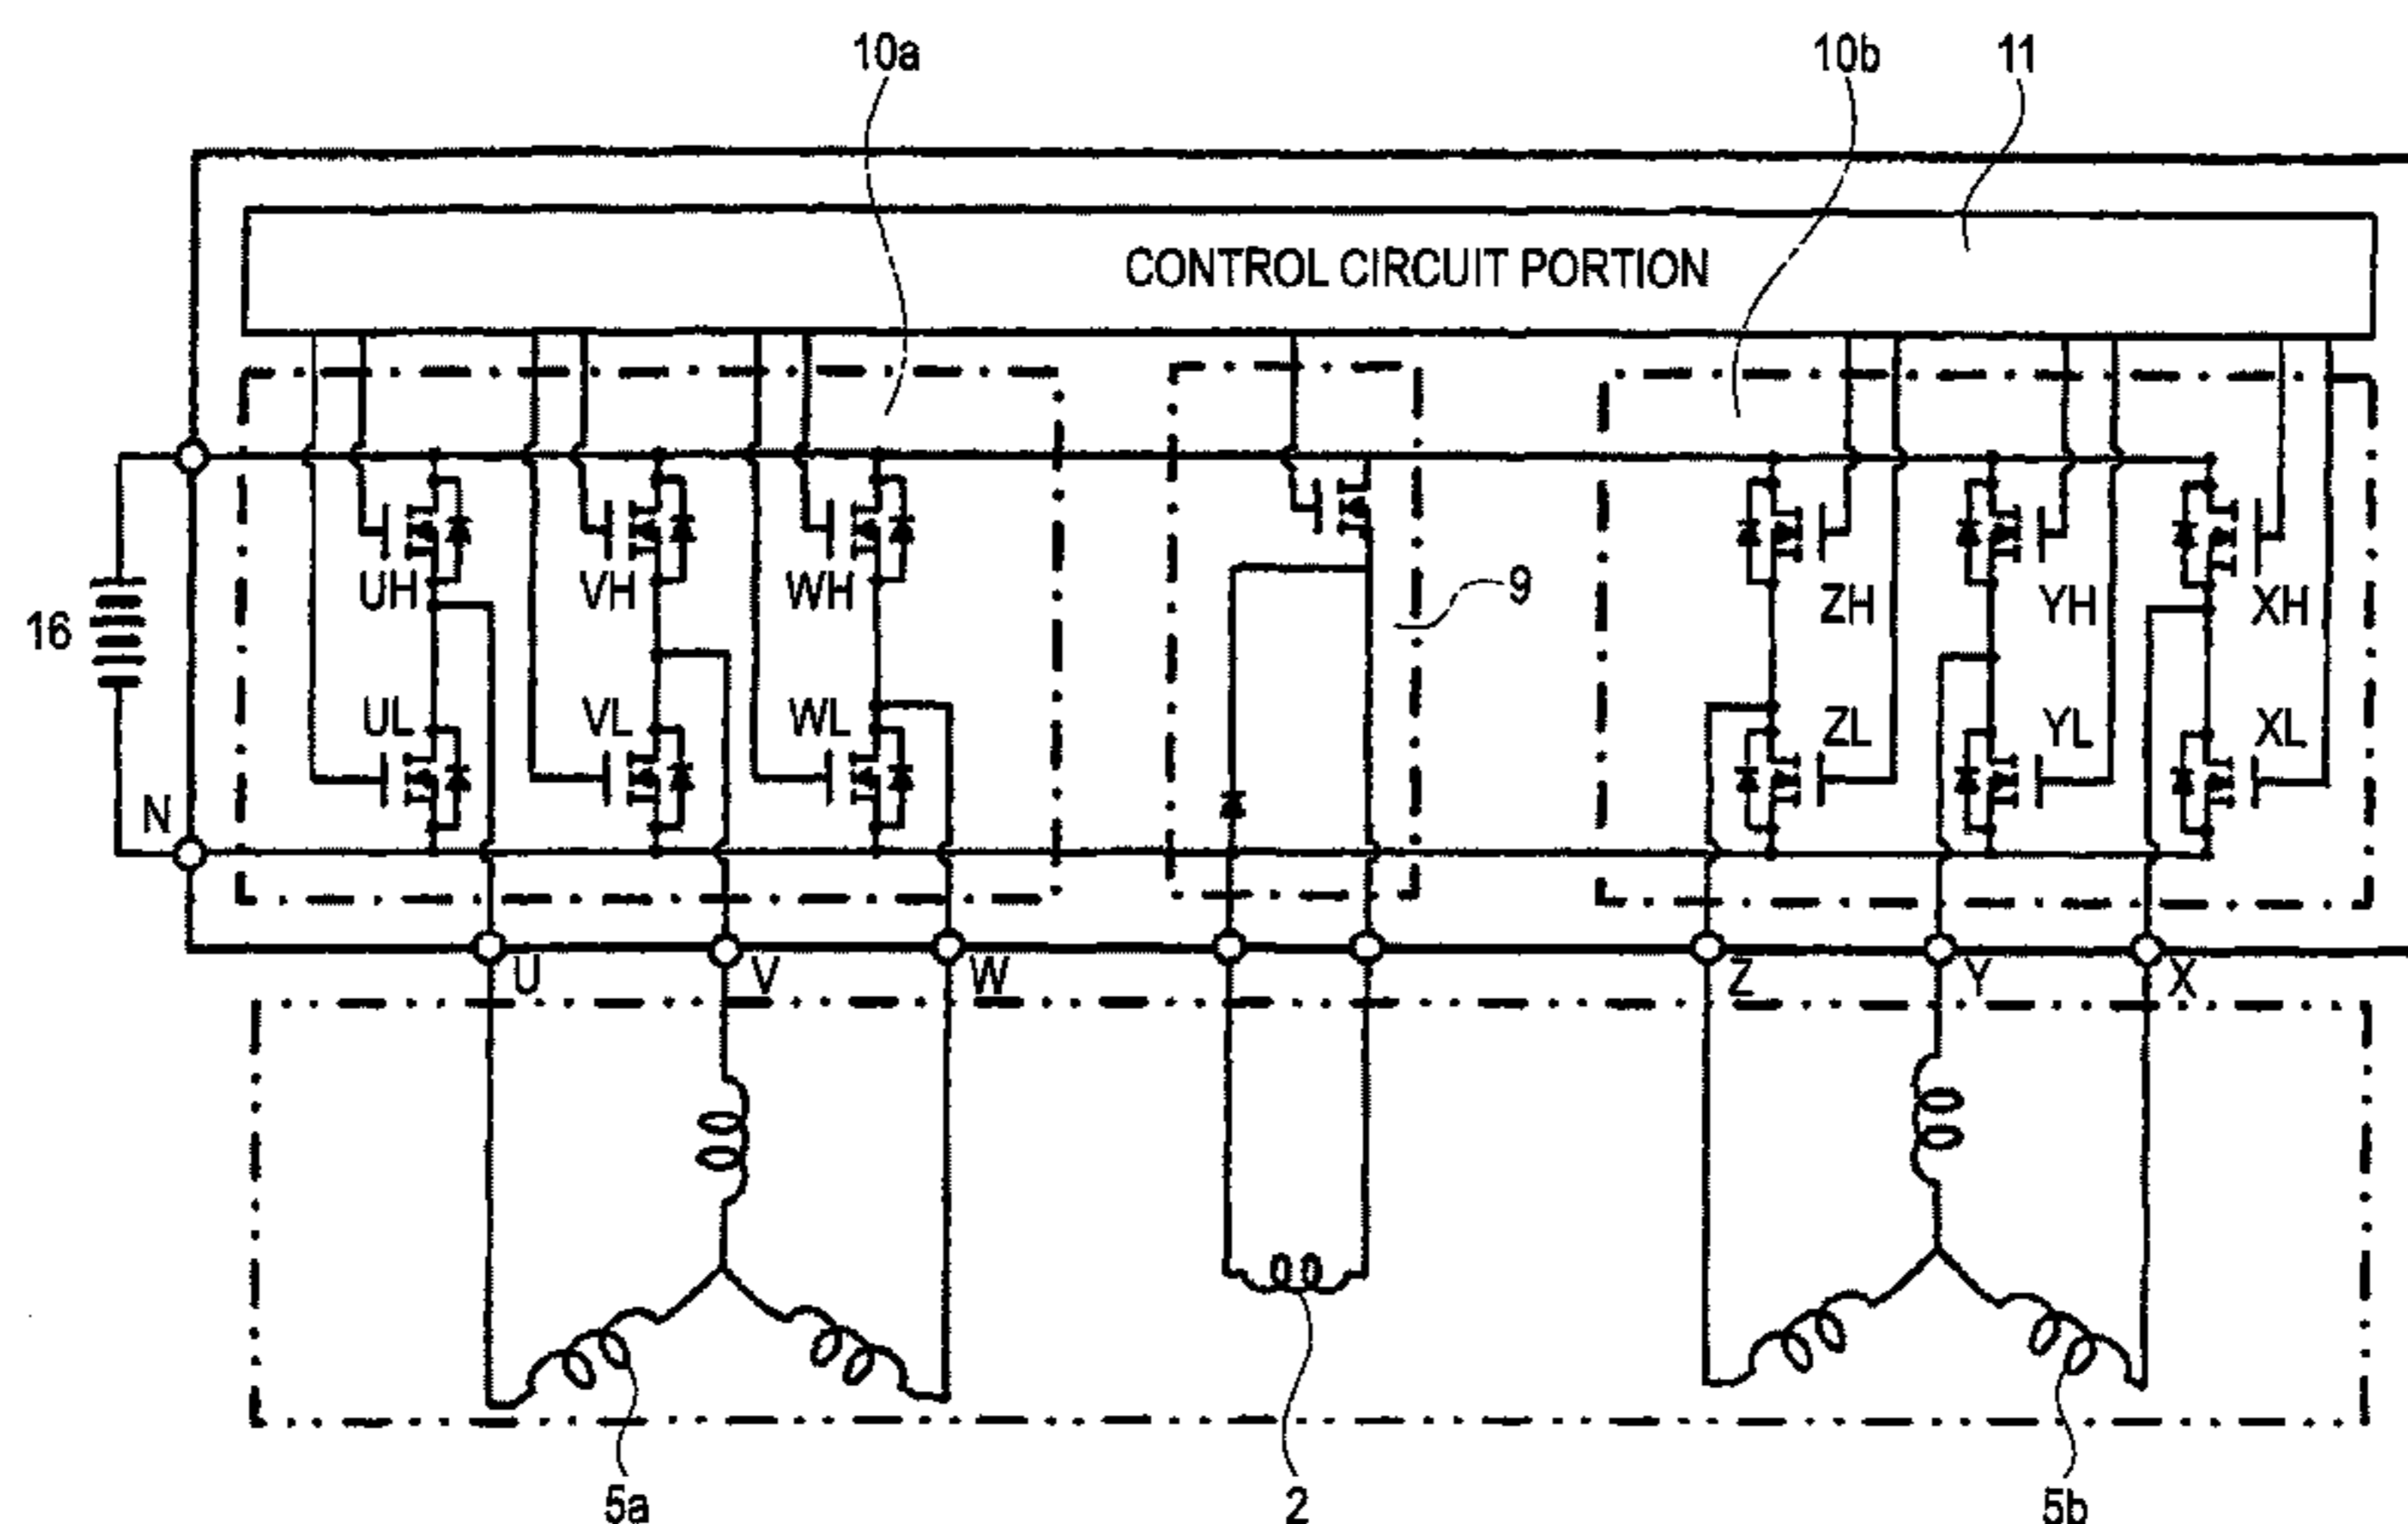 10a 10b 11
CONTROL CIRCUIT PORTION
UH VH WH 9 ZH YH XH
16
UL VL WL ZL YL XL
N
U V W Z Y X
5a 2 5b